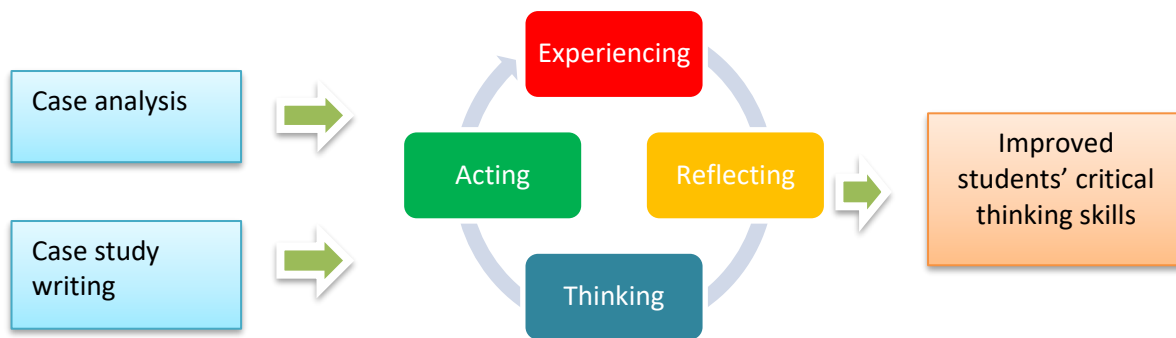 Case analysis
Case study
writing
Experiencing
Acting
Reflecting
Thinking
Improved
students’ critical
thinking skills